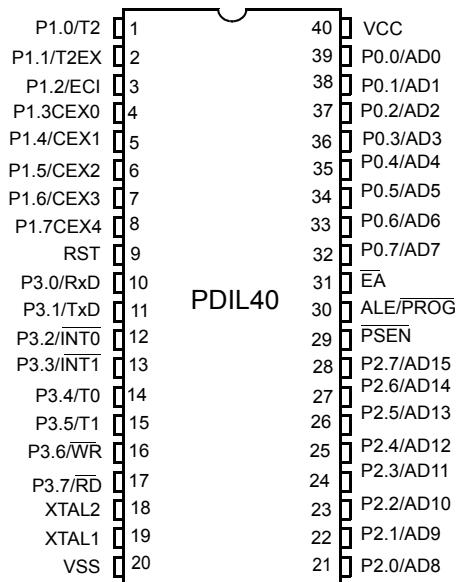 P1.0/T2 1 40 VCC
P1.1/T2EX 2 39 P0.0/AD0
P1.2/ECI 3 38 P0.1/AD1
P1.3CEX0 4 37 P0.2/AD2
P1.4/CEX1 5 36 P0.3/AD3
P1.5/CEX2 6 35 P0.4/AD4
P1.6/CEX3 7 34 P0.5/AD5
P1.7CEX4 8 33 P0.6/AD6
RST 9 32 P0.7/AD7
P3.0/RxD 10 31 E̅A̅
P3.1/TxD 11 PDIL40 30 ALE/P̅R̅O̅G̅
P3.2/I̅N̅T̅0̅ 12 29 P̅S̅E̅N̅
P3.3/I̅N̅T̅1̅ 13 28 P2.7/AD15
P3.4/T0 14 27 P2.6/AD14
P3.5/T1 15 26 P2.5/AD13
P3.6/W̅R̅ 16 25 P2.4/AD12
P3.7/R̅D̅ 17 24 P2.3/AD11
XTAL2 18 23 P2.2/AD10
XTAL1 19 22 P2.1/AD9
VSS 20 21 P2.0/AD8